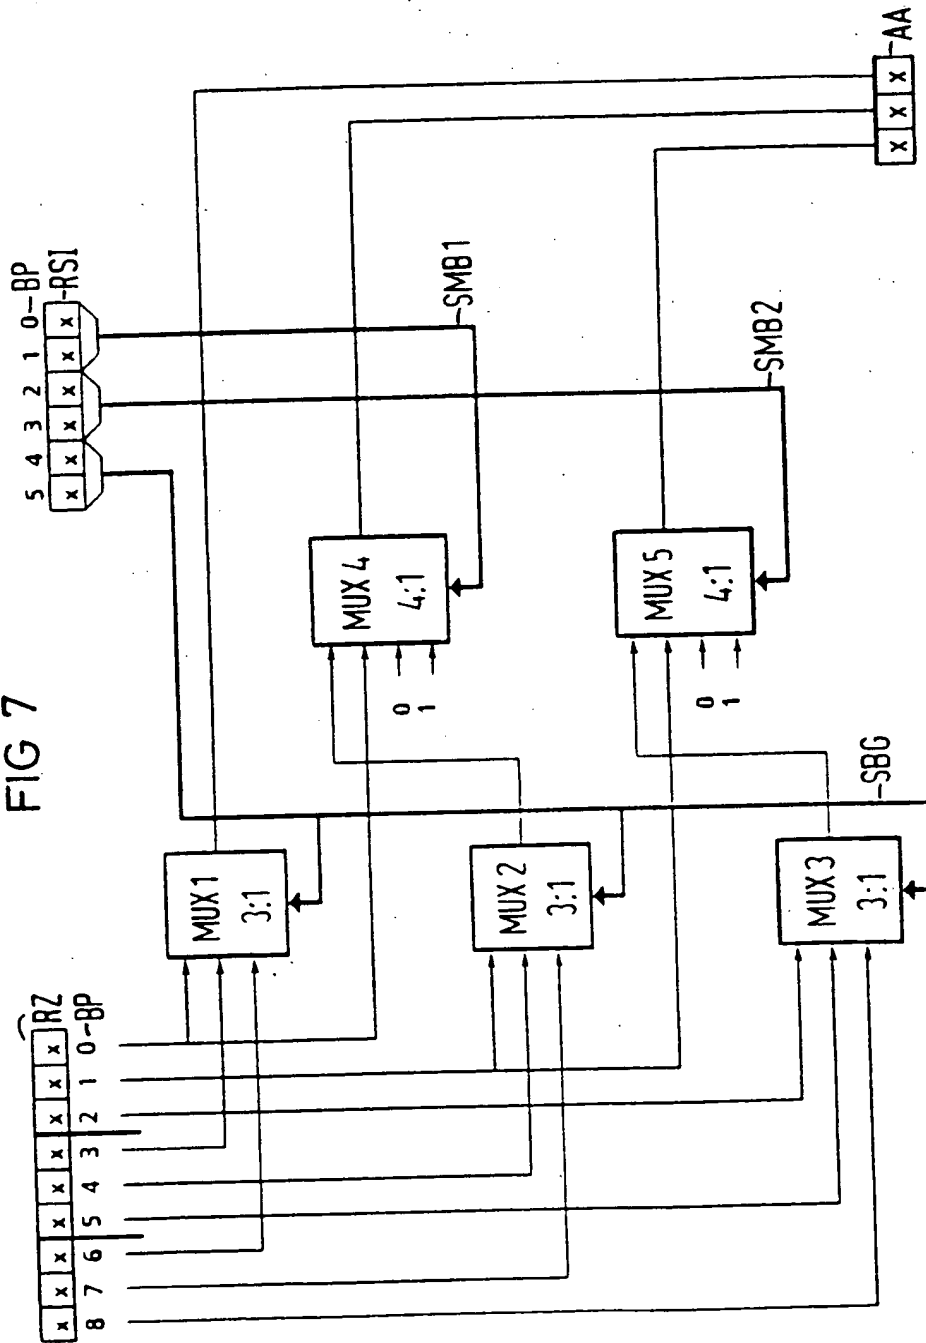 FIG 7
RZ
x x x x x x x x x
8 7 6 5 4 3 2 1 0-BP
5 4 3 2 1 0-BP
x x x x x x -RSI
MUX 1
3:1
MUX 2
3:1
MUX 3
3:1
MUX 4
4:1
0
1
MUX 5
4:1
0
1
SMB1
SMB2
SBG
x x x -AA